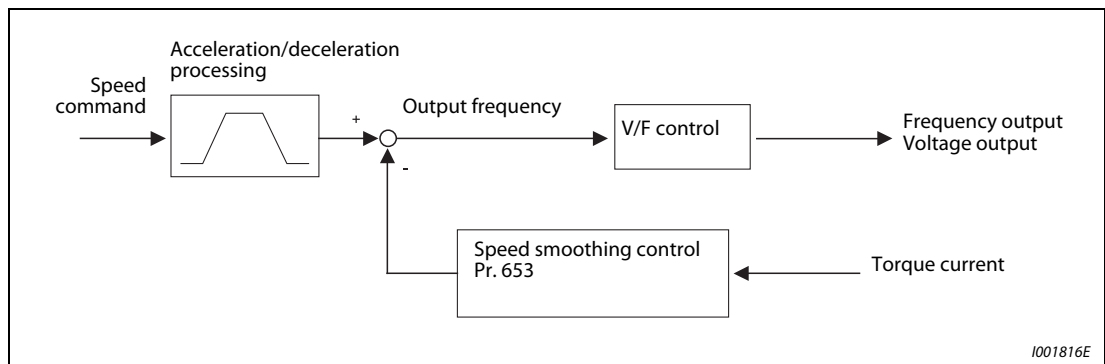 Acceleration/deceleration
processing
Speed
command
+
Output frequency
V/F control
Frequency output
Voltage output
-
Speed smoothing control
Pr. 653
Torque current
I001816E